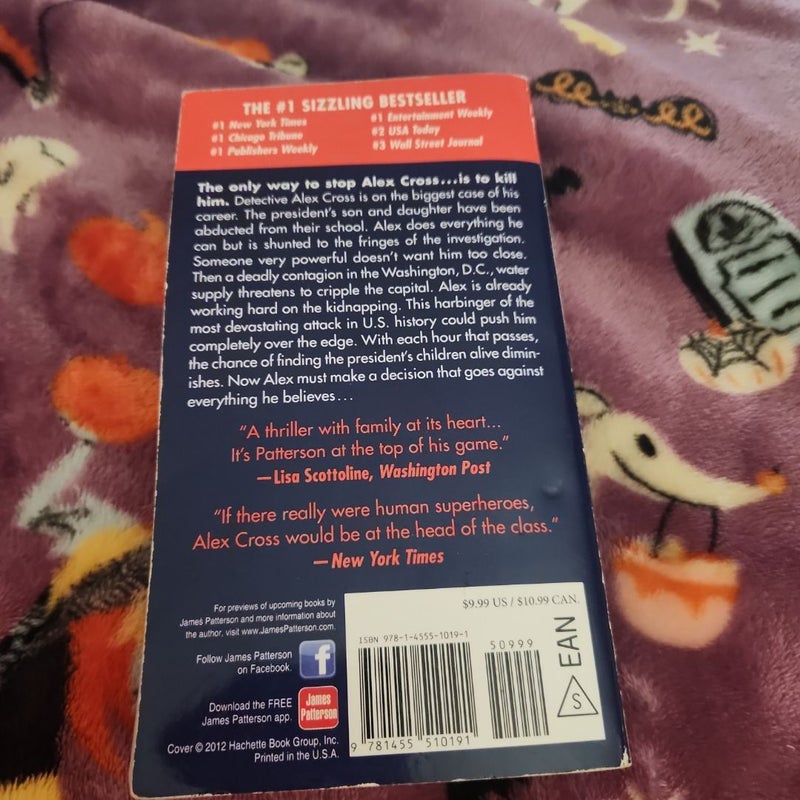 THE #1 SIZZLING BESTSELLER
#1 New York Times
#1 Chicago Tribune
#1 Publishers Weekly
#1 Entertainment Weekly
#2 USA Today
#3 Wall Street Journal
The only way to stop Alex Cross...is to kill
him. Detective Alex Cross is on the biggest case of his
career. The president's son and daughter have been
abducted from their school. Alex does everything he
can but is shunted to the fringes of the investigation.
Someone very powerful doesn't want him too close.
Then a deadly contagion in the Washington, D.C., water
supply threatens to cripple the capital. Alex is already
working hard on the kidnapping. This harbinger of the
most devastating attack in U.S. history could push him
completely over the edge. With each hour that passes,
the chance of finding the president's children alive dimin-
ishes. Now Alex must make a decision that goes against
everything he believes...
"A thriller with family at its heart...
It's Patterson at the top of his game."
—Lisa Scottoline, Washington Post
"If there really were human superheroes,
Alex Cross would be at the head of the class."
—New York Times
For previews of upcoming books by
James Patterson and more information about
the author, visit www.JamesPatterson.com.
Follow James Patterson
on Facebook.
f
Download the FREE
James Patterson app.
James
Patterson
Cover © 2012 Hachette Book Group, Inc.
Printed in the U.S.A.
$9.99 US / $10.99 CAN.
ISBN 978-1-4555-1019-1
50999
9 781455 510191
EAN
S